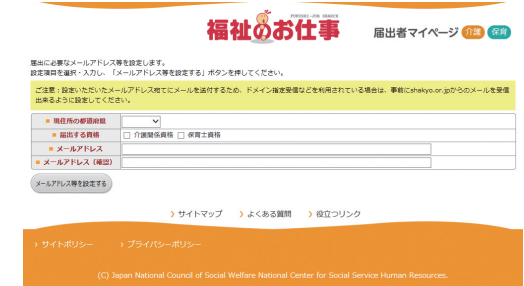 福祉のお仕事
届出者マイページ 介護 保育
届出に必要なメールアドレス等を設定します。
設定項目を選択・入力し、「メールアドレス等を設定する」ボタンを押してください。
ご注意：設定いただいたメールアドレス宛てにメールを送付するため、ドメイン指定受信などを利用されている場合は、事前にshakyo.or.jpからのメールを受信
出来るように設定してください。
現住所の都道府県
届出する資格 介護関係資格 保育士資格
メールアドレス
メールアドレス（確認）
メールアドレス等を設定する
サイトマップ よくある質問 役立つリンク
サイトポリシー プライバシーポリシー
(C) Japan National Council of Social Welfare National Center for Social Service Human Resources.